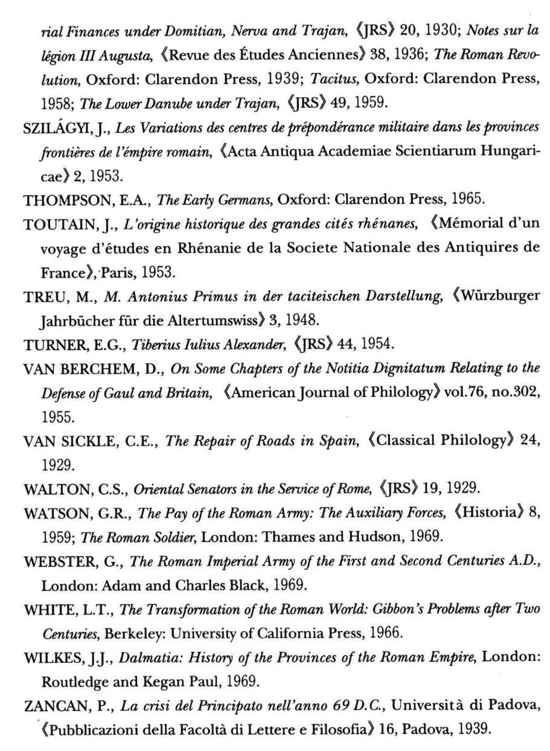 rial Finances under Domitian, Nerva and Trajan, 《JRS》 20, 1930; Notes sur la
légion III Augusta, 《Revue des Études Anciennes》 38, 1936; The Roman Revo-
lution, Oxford: Clarendon Press, 1939; Tacitus, Oxford: Clarendon Press,
1958; The Lower Danube under Trajan, 《JRS》 49, 1959.
SZILÁGYI, J., Les Variations des centres de prépondérance militaire dans les provinces
frontières de l'émpire romain, 《Acta Antiqua Academiae Scientiarum Hungari-
cae》 2, 1953.
THOMPSON, E.A., The Early Germans, Oxford: Clarendon Press, 1965.
TOUTAIN, J., L'origine historique des grandes cités rhénanes, 《Mémorial d'un
voyage d'études en Rhénanie de la Societe Nationale des Antiquires de
France》, Paris, 1953.
TREU, M., M. Antonius Primus in der taciteischen Darstellung, 《Würzburger
Jahrbücher für die Altertumswiss》 3, 1948.
TURNER, E.G., Tiberius Iulius Alexander, 《JRS》 44, 1954.
VAN BERCHEM, D., On Some Chapters of the Notitia Dignitatum Relating to the
Defense of Gaul and Britain, 《American Journal of Philology》 vol.76, no.302,
1955.
VAN SICKLE, C.E., The Repair of Roads in Spain, 《Classical Philology》 24,
1929.
WALTON, C.S., Oriental Senators in the Service of Rome, 《JRS》 19, 1929.
WATSON, G.R., The Pay of the Roman Army: The Auxiliary Forces, 《Historia》 8,
1959; The Roman Soldier, London: Thames and Hudson, 1969.
WEBSTER, G., The Roman Imperial Army of the First and Second Centuries A.D.,
London: Adam and Charles Black, 1969.
WHITE, L.T., The Transformation of the Roman World: Gibbon's Problems after Two
Centuries, Berkeley: University of California Press, 1966.
WILKES, J.J., Dalmatia: History of the Provinces of the Roman Empire, London:
Routledge and Kegan Paul, 1969.
ZANCAN, P., La crisi del Principato nell'anno 69 D.C., Università di Padova,
《Pubblicazioni della Facoltà di Lettere e Filosofia》 16, Padova, 1939.